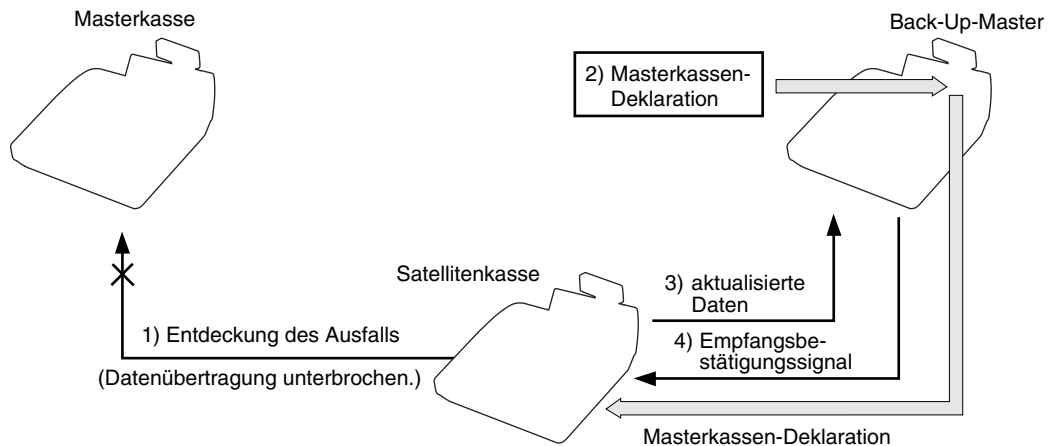 Masterkasse
Back-Up-Master
2) Masterkassen-
Deklaration
Satellitenkasse
3) aktualisierte
Daten
1) Entdeckung des Ausfalls
(Datenübertragung unterbrochen.)
4) Empfangsbe-
stätigungssignal
Masterkassen-Deklaration